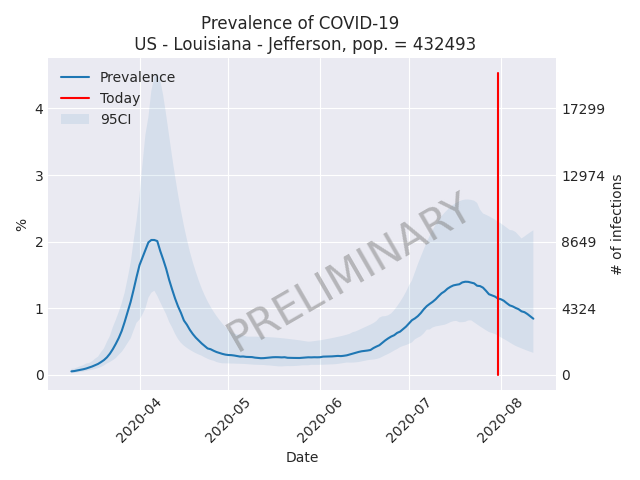 Prevalence of COVID-19
US - Louisiana - Jefferson, pop. = 432493
Prevalence
Today
95CI
PRELIMINARY
4
3
2
1
0
%
17299
12974
8649
4324
0
# of infections
2020-04
2020-05
2020-06
2020-07
2020-08
Date